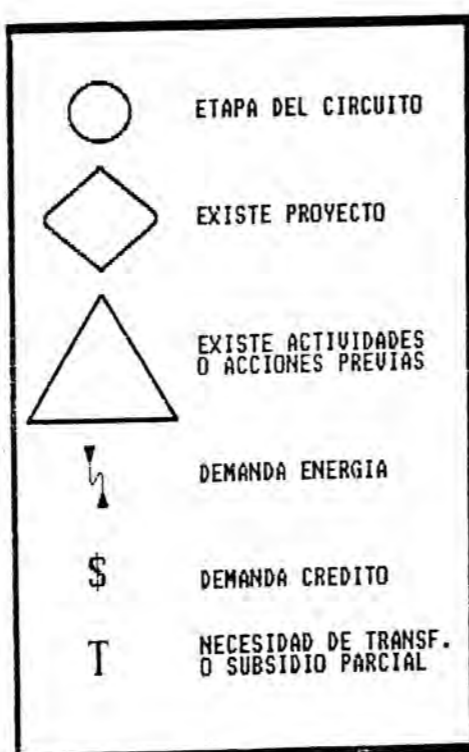 ETAPA DEL CIRCUITO
EXISTE PROYECTO
EXISTE ACTIVIDADES
O ACCIONES PREVIAS
DEMANDA ENERGIA
$ DEMANDA CREDITO
T NECESIDAD DE TRANSF.
O SUBSIDIO PARCIAL